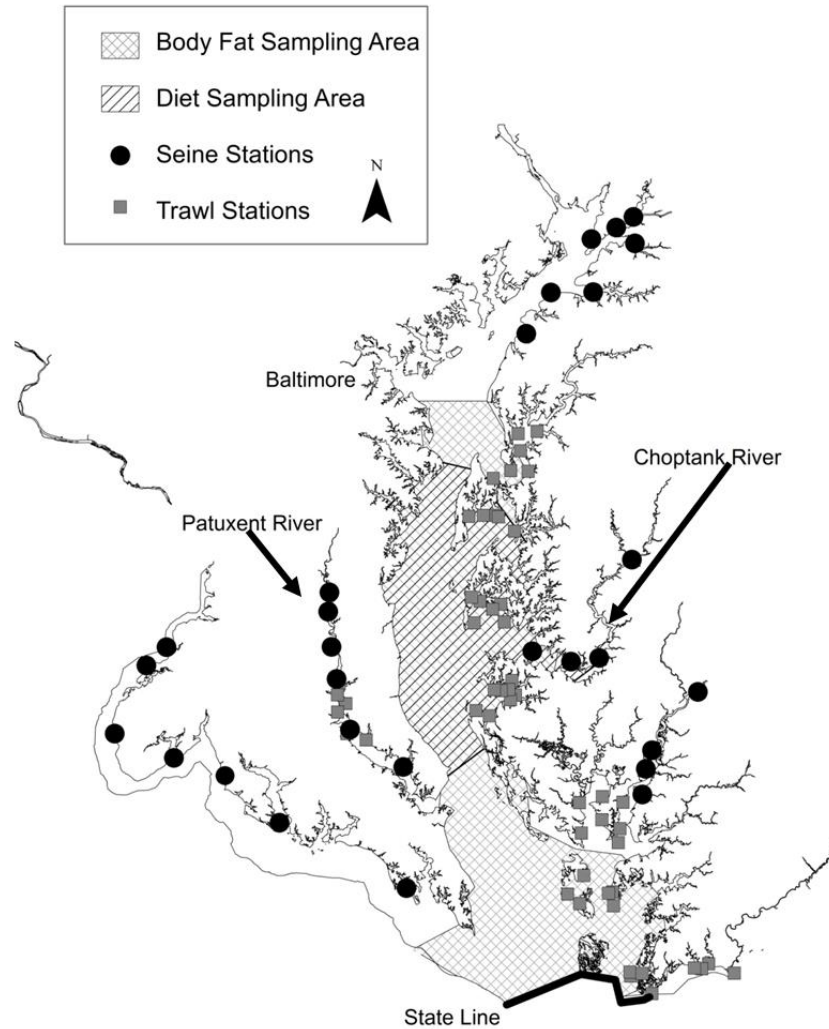 Body Fat Sampling Area
Diet Sampling Area
Seine Stations
Trawl Stations
N
Baltimore
Choptank River
Patuxent River
State Line